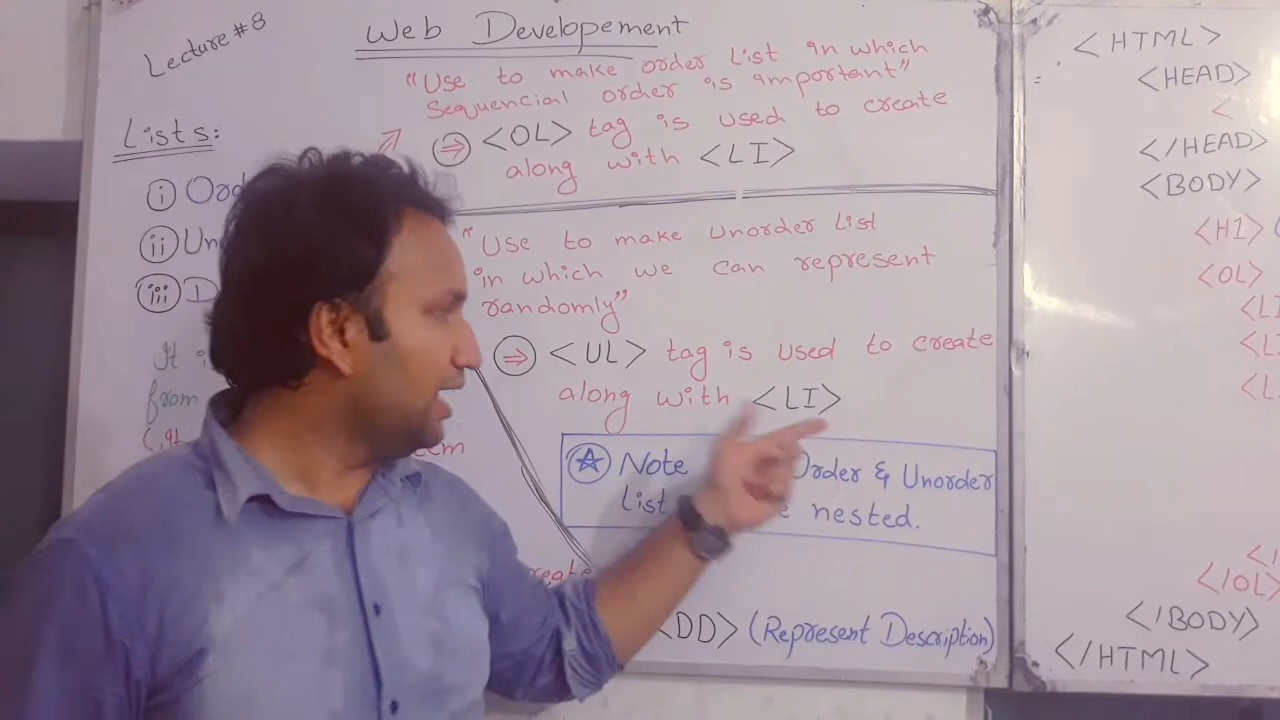 Lecture #8
Web Developement
Lists:
i
ii
iii
from
"Use to make order List in which
Sequencial order is important"
⇒ <OL> tag is used to create
along with <LI>
"Use to make Unorder List
in which we can represent
randomly"
⇒ <UL> tag is used to create
along with <LI>
☆ Note Order & Unorder
List nested.
<DD> (Represent Description)
<HTML>
<HEAD>
<
</HEAD>
<BODY>
<H1>
<OL>
<LI
<L
<L
</
</OL>
</BODY>
</HTML>